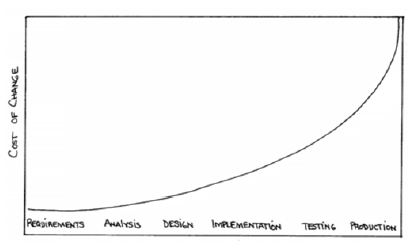 COST OF CHANGE
REQUIREMENTS ANALYSIS DESIGN IMPLEMENTATION TESTING PRODUCTION